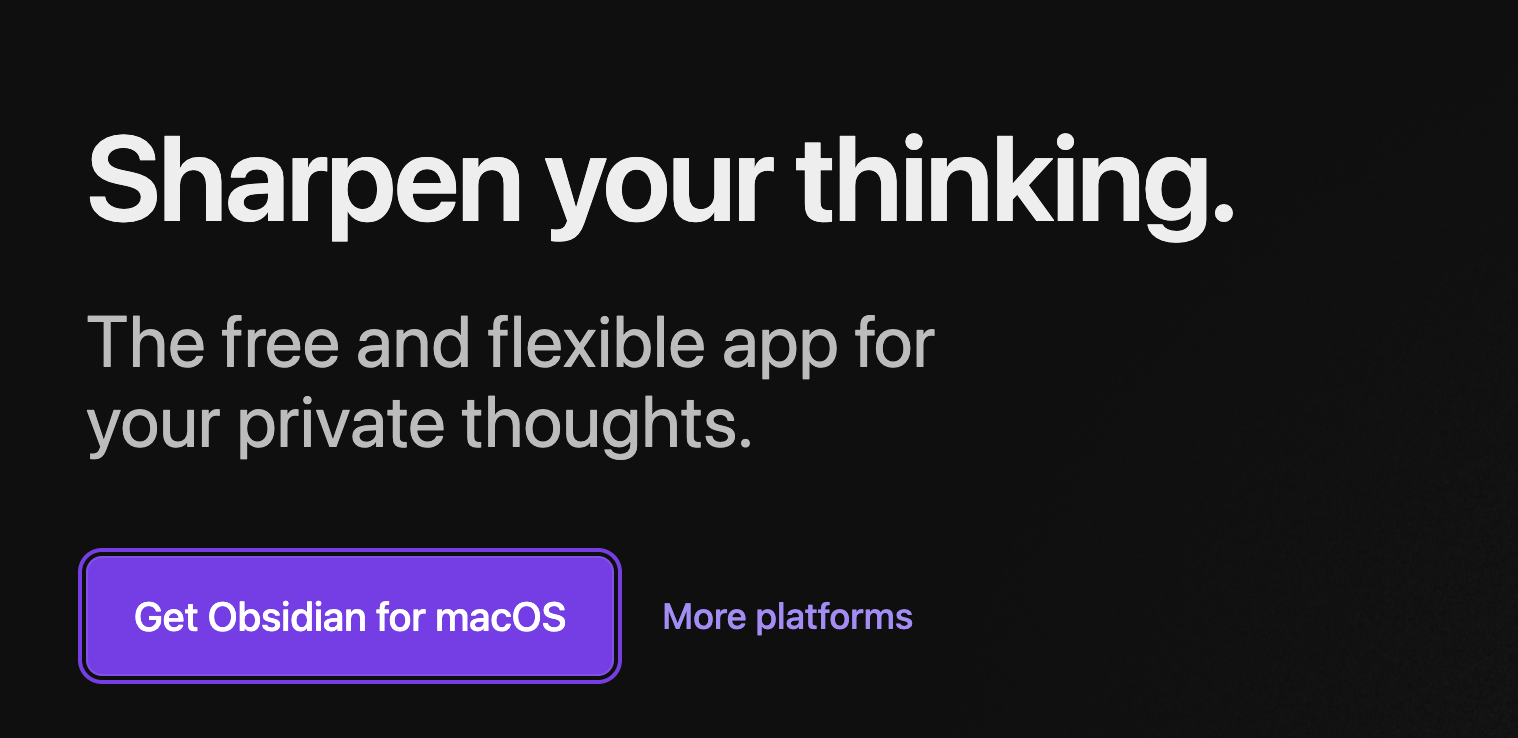 Sharpen your thinking.
The free and flexible app for
your private thoughts.
Get Obsidian for macOS
More platforms